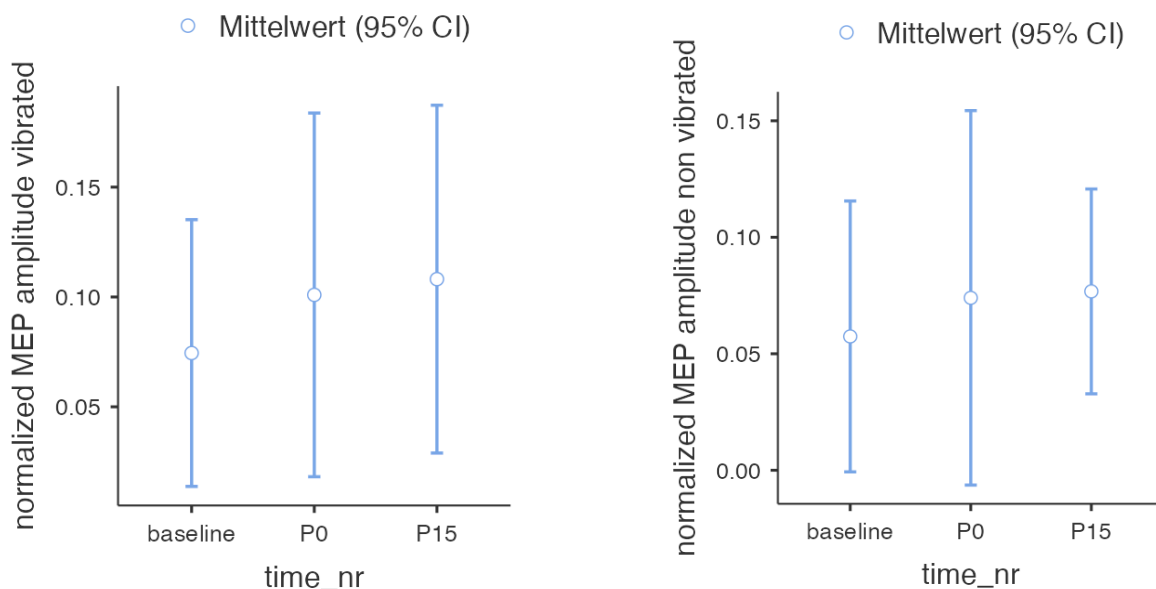 Mittelwert (95% CI)
normalized MEP amplitude vibrated
0.15
0.10
0.05
baseline P0 P15
time_nr
Mittelwert (95% CI)
normalized MEP amplitude non vibrated
0.15
0.10
0.05
0.00
baseline P0 P15
time_nr